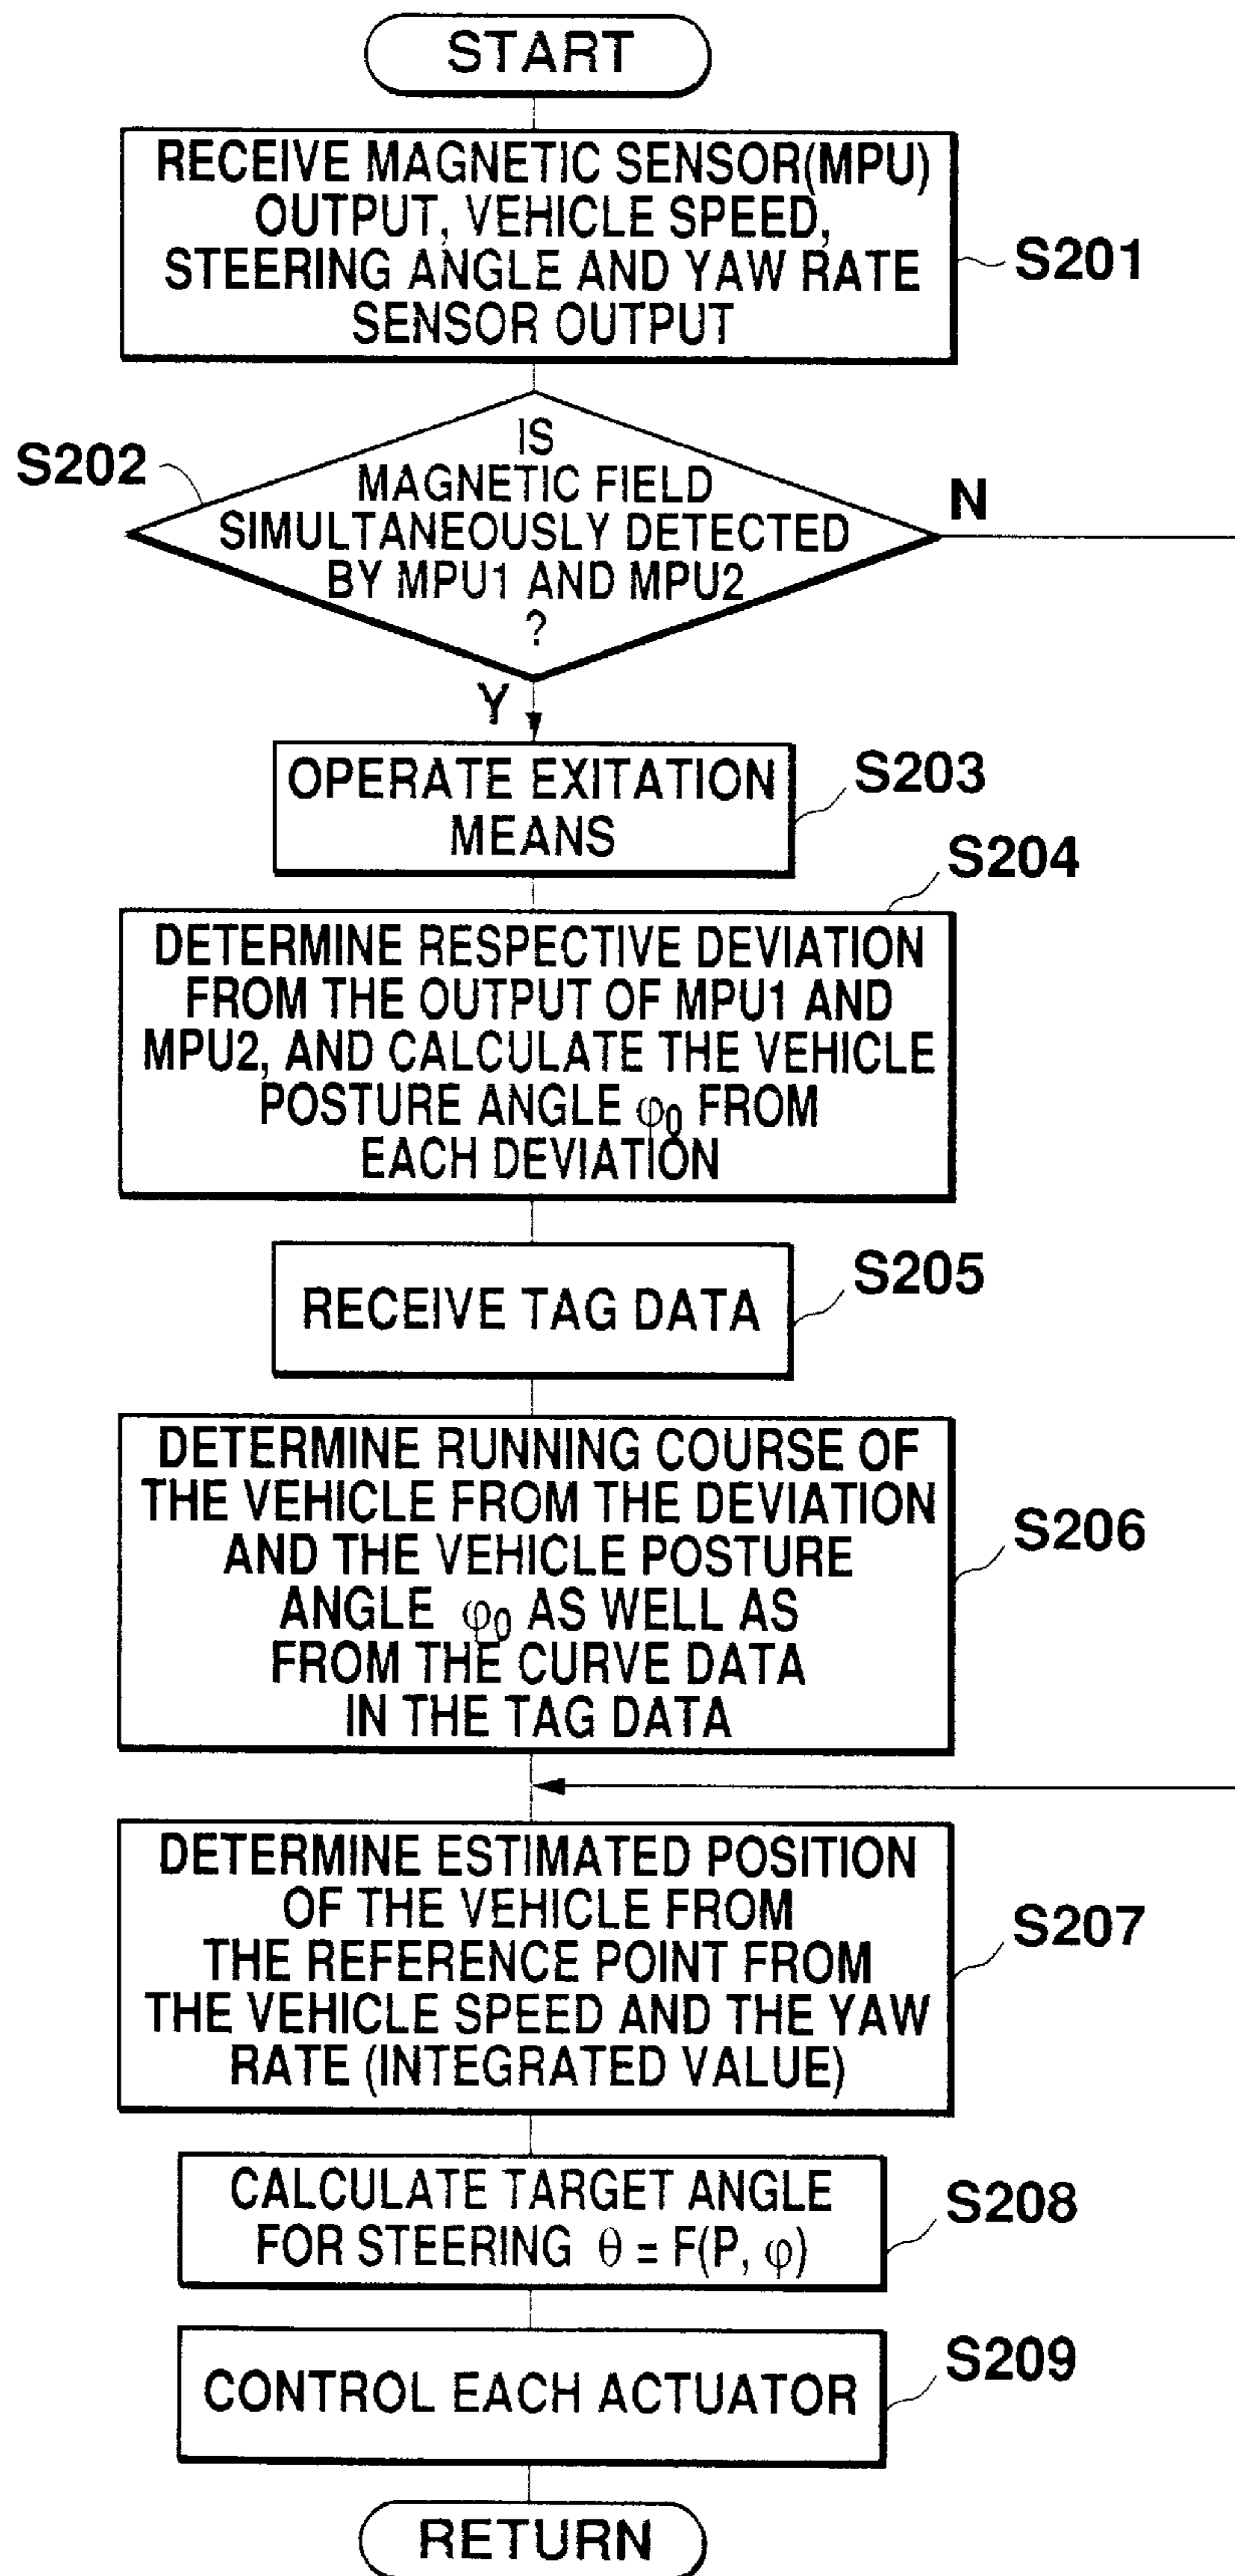 START
RECEIVE MAGNETIC SENSOR(MPU)
OUTPUT, VEHICLE SPEED,
STEERING ANGLE AND YAW RATE
SENSOR OUTPUT
S201
S202
IS
MAGNETIC FIELD
SIMULTANEOUSLY DETECTED
BY MPU1 AND MPU2
?
N
Y
OPERATE EXITATION
MEANS
S203
S204
DETERMINE RESPECTIVE DEVIATION
FROM THE OUTPUT OF MPU1 AND
MPU2, AND CALCULATE THE VEHICLE
POSTURE ANGLE φ₀ FROM
EACH DEVIATION
RECEIVE TAG DATA
S205
DETERMINE RUNNING COURSE OF
THE VEHICLE FROM THE DEVIATION
AND THE VEHICLE POSTURE
ANGLE φ₀ AS WELL AS
FROM THE CURVE DATA
IN THE TAG DATA
S206
DETERMINE ESTIMATED POSITION
OF THE VEHICLE FROM
THE REFERENCE POINT FROM
THE VEHICLE SPEED AND THE YAW
RATE (INTEGRATED VALUE)
S207
CALCULATE TARGET ANGLE
FOR STEERING θ = F(P, φ)
S208
CONTROL EACH ACTUATOR
S209
RETURN